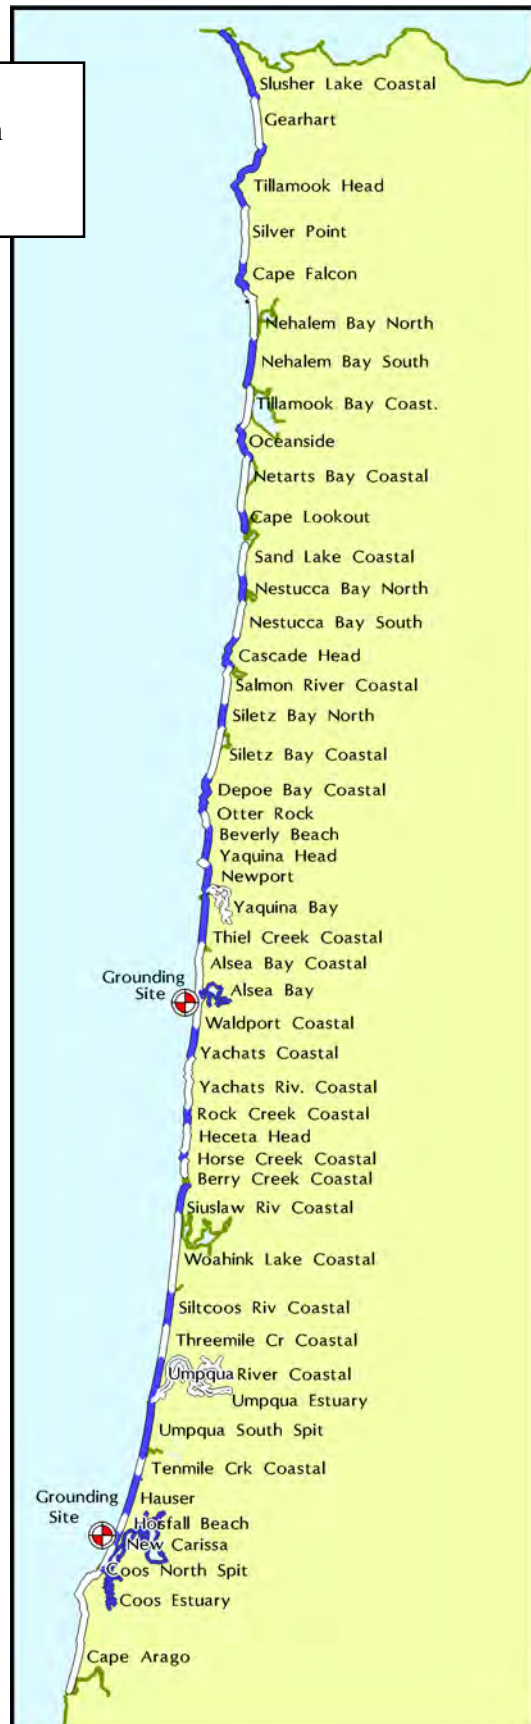 Slusher Lake Coastal
Gearhart
Tillamook Head
Silver Point
Cape Falcon
Nehalem Bay North
Nehalem Bay South
Tillamook Bay Coast.
Oceanside
Netarts Bay Coastal
Cape Lookout
Sand Lake Coastal
Nestucca Bay North
Nestucca Bay South
Cascade Head
Salmon River Coastal
Siletz Bay North
Siletz Bay Coastal
Depoe Bay Coastal
Otter Rock
Beverly Beach
Yaquina Head
Newport
Yaquina Bay
Thiel Creek Coastal
Alsea Bay Coastal
Grounding
Site
Alsea Bay
Waldport Coastal
Yachats Coastal
Yachats Riv. Coastal
Rock Creek Coastal
Heceta Head
Horse Creek Coastal
Berry Creek Coastal
Siuslaw Riv Coastal
Woahink Lake Coastal
Siltcoos Riv Coastal
Threemile Cr Coastal
Umpqua River Coastal
Umpqua Estuary
Umpqua South Spit
Tenmile Crk Coastal
Hauser
Grounding
Site
Horsfall Beach
New Carissa
Coos North Spit
Coos Estuary
Cape Arago